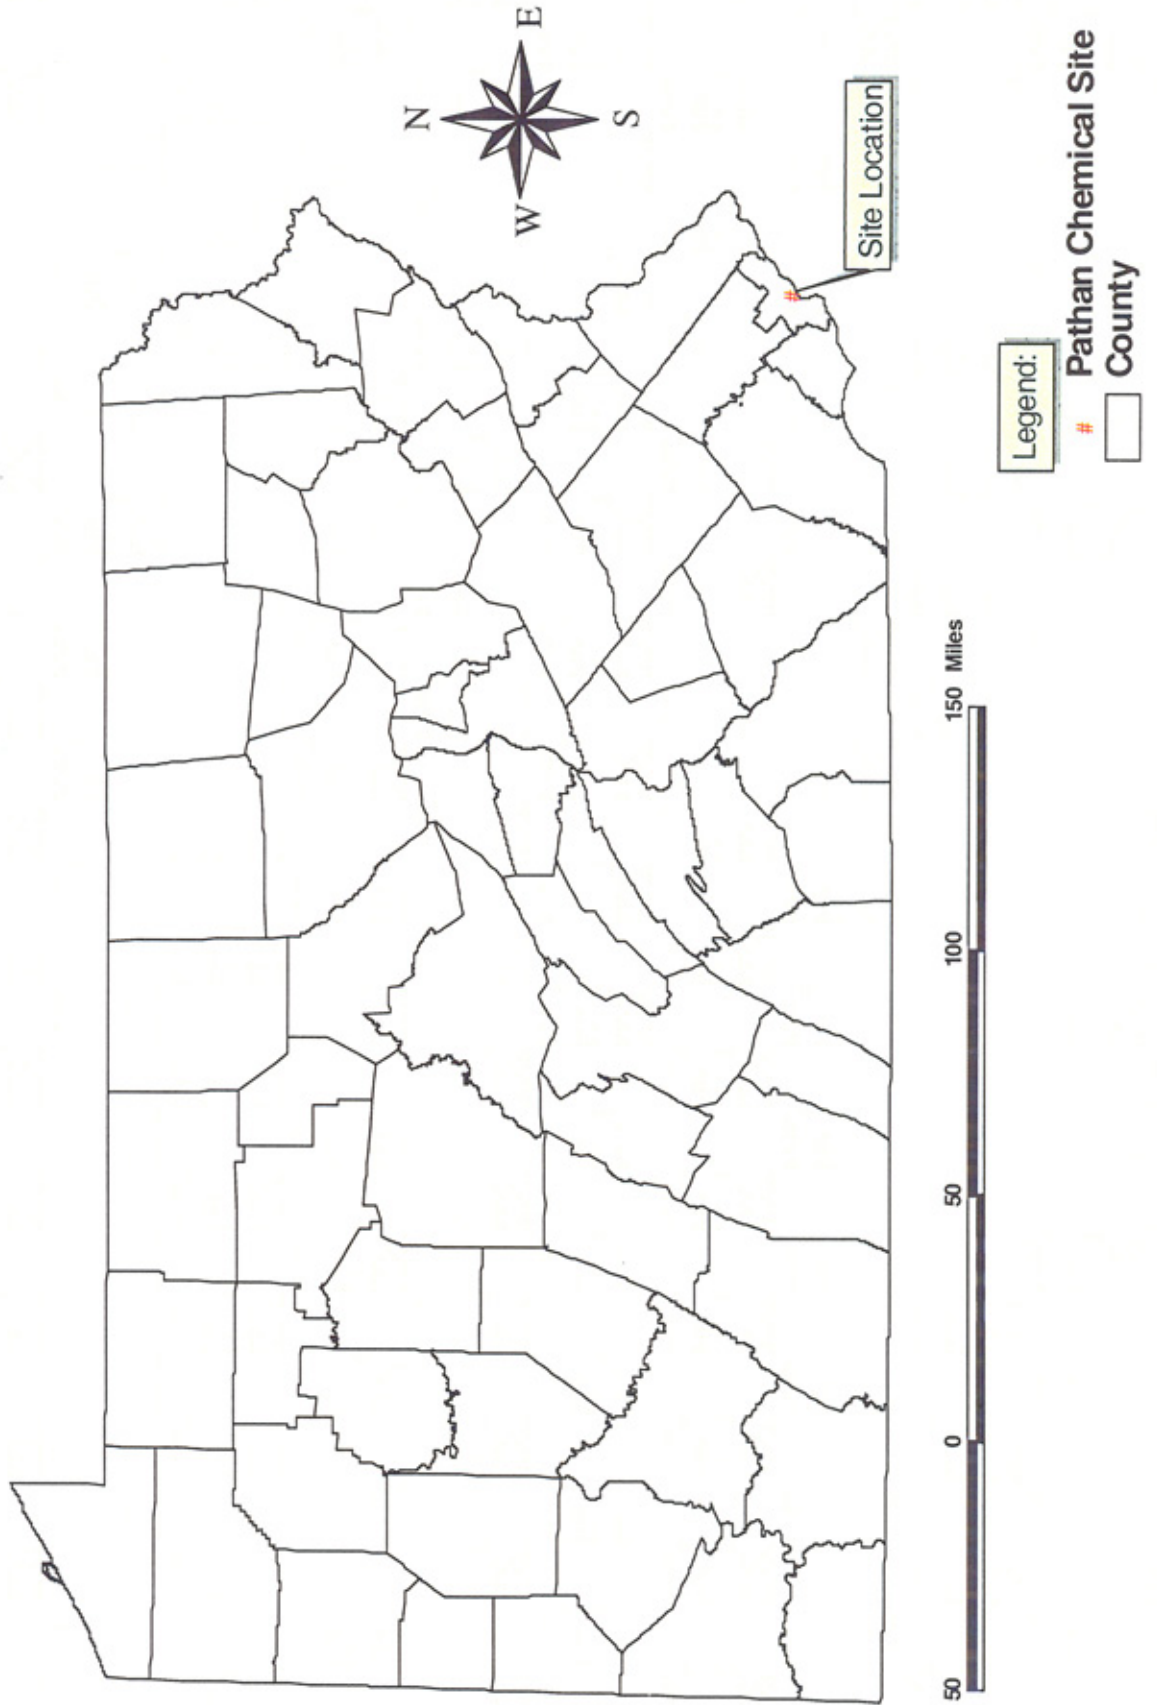 N
W
E
S
Site Location
Legend:
# Pathan Chemical Site
County
50 0 50 100 150 Miles